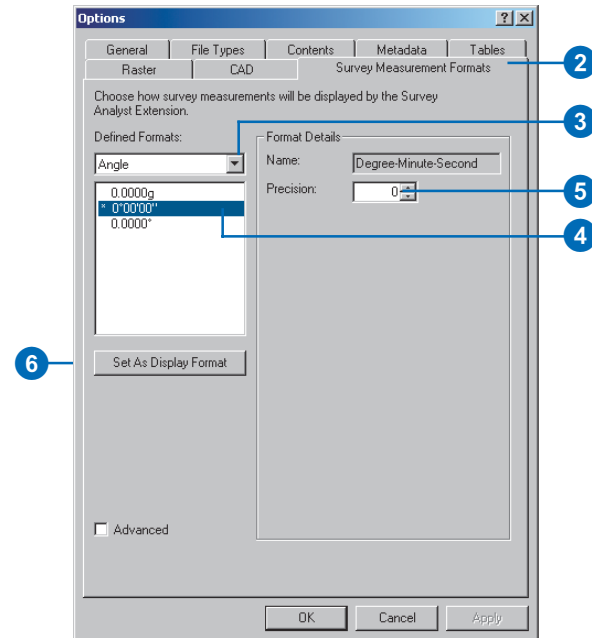 Options
General File Types Contents Metadata Tables
Raster CAD Survey Measurement Formats
2
Choose how survey measurements will be displayed by the Survey
Analyst Extension.
3
Defined Formats:
Format Details
Angle
Name: Degree-Minute-Second
Precision: 0
5
0.0000g
* 0°00'00"
0.0000°
4
6
Set As Display Format
Advanced
OK Cancel Apply